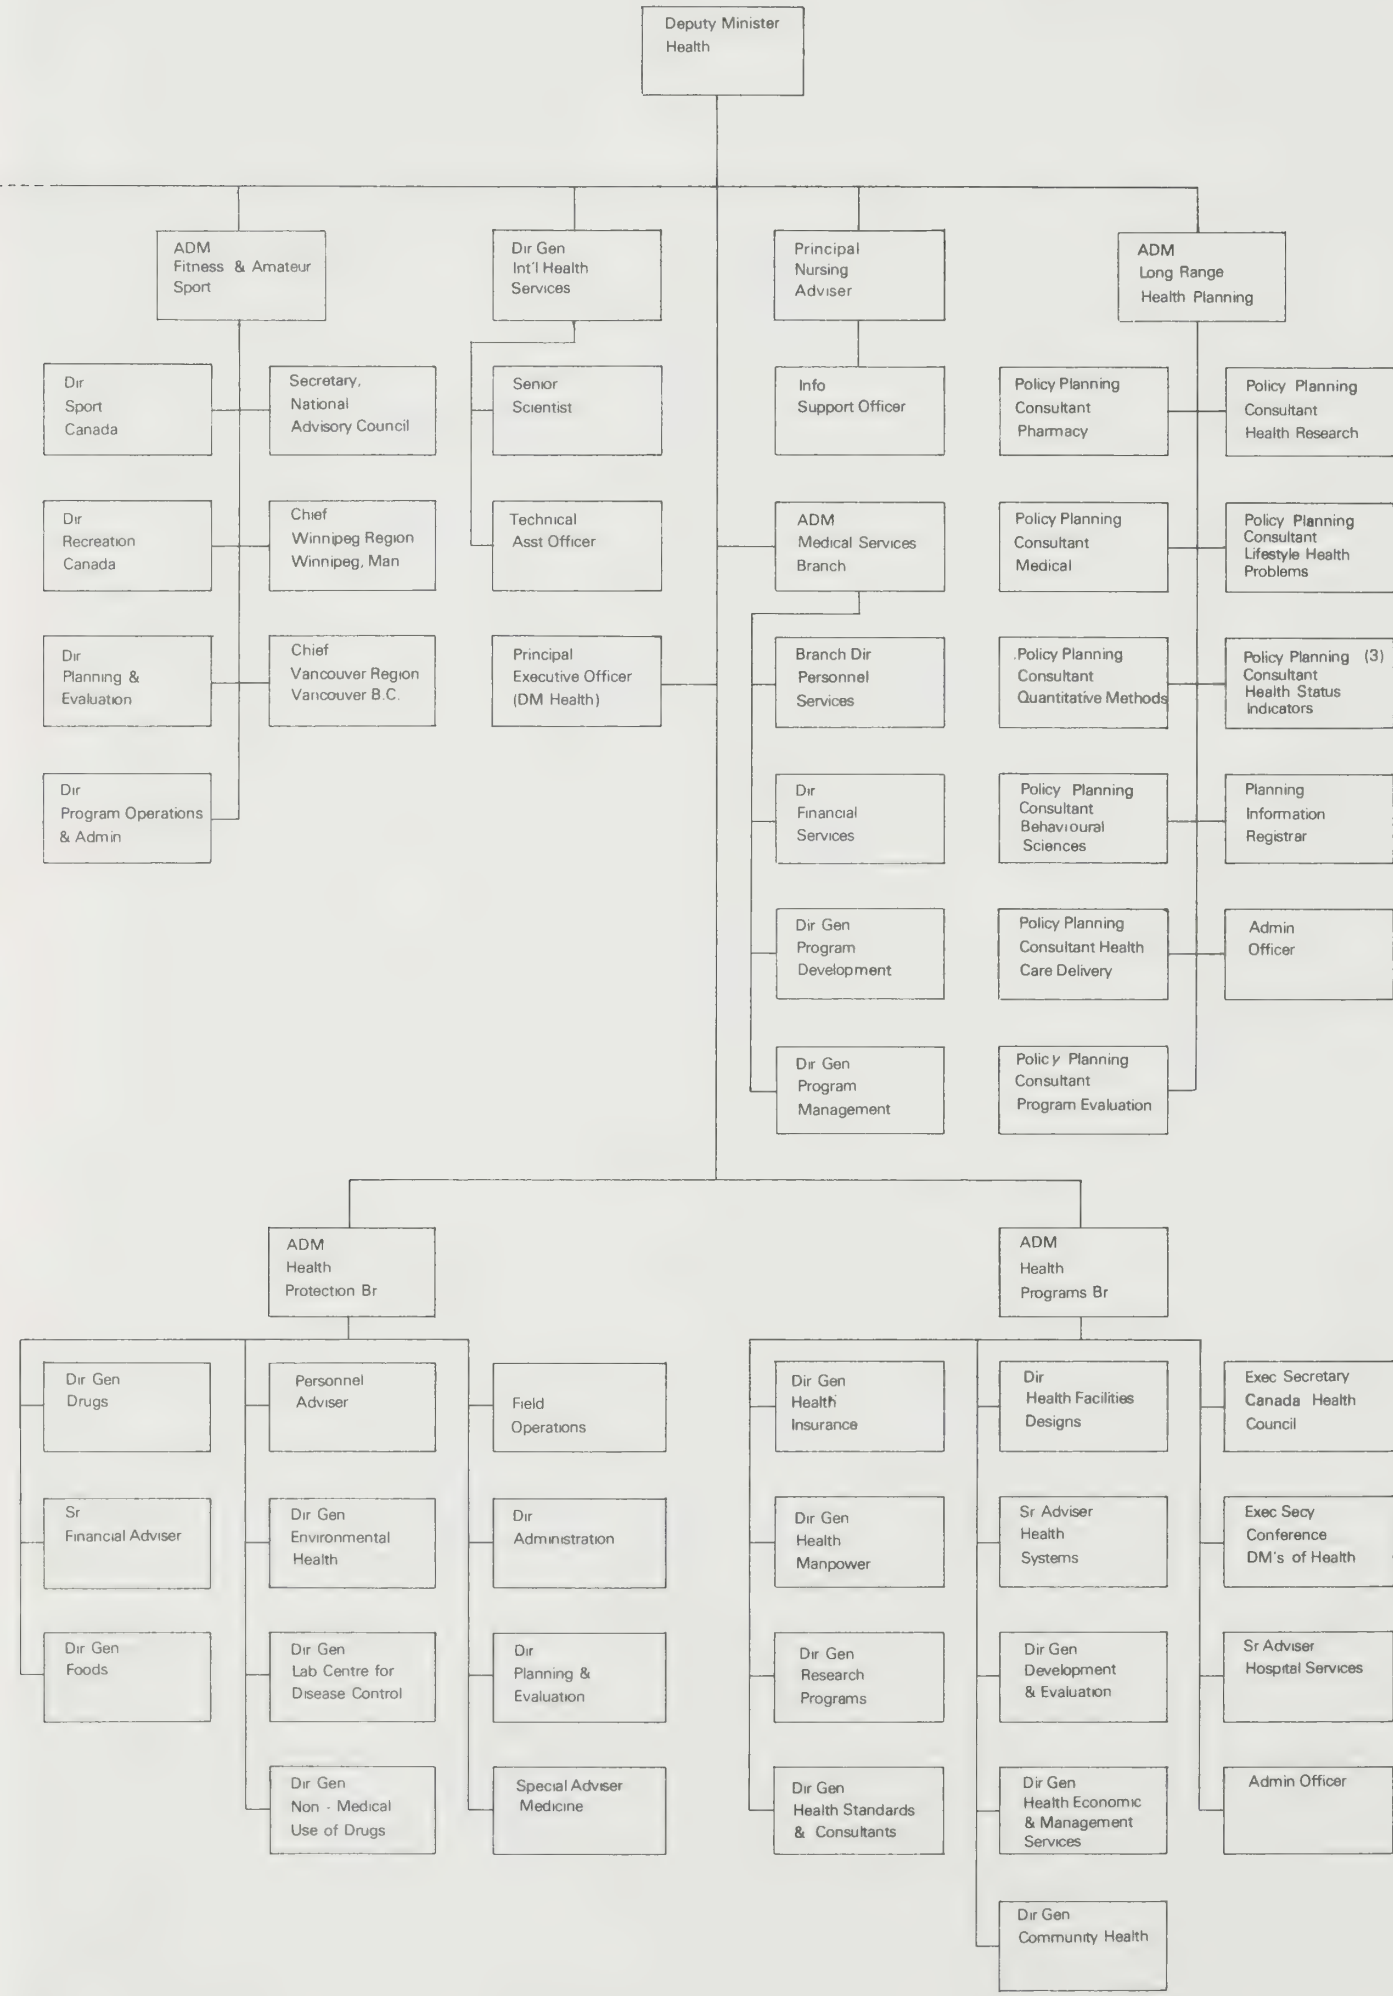 Deputy Minister
Health
ADM
Fitness & Amateur
Sport
Dir Gen
Int'l Health
Services
Principal
Nursing
Adviser
ADM
Long Range
Health Planning
Dir
Sport
Canada
Secretary,
National
Advisory Council
Senior
Scientist
Info
Support Officer
Policy Planning
Consultant
Pharmacy
Policy Planning
Consultant
Health Research
Dir
Recreation
Canada
Chief
Winnipeg Region
Winnipeg, Man
Technical
Asst Officer
ADM
Medical Services
Branch
Policy Planning
Consultant
Medical
Policy Planning
Consultant
Lifestyle Health
Problems
Dir
Planning &
Evaluation
Chief
Vancouver Region
Vancouver B.C.
Principal
Executive Officer
(DM Health)
Branch Dir
Personnel
Services
Policy Planning
Consultant
Quantitative Methods
Policy Planning (3)
Consultant
Health Status
Indicators
Dir
Program Operations
& Admin
Dir
Financial
Services
Policy Planning
Consultant
Behavioural
Sciences
Planning
Information
Registrar
Dir Gen
Program
Development
Policy Planning
Consultant Health
Care Delivery
Admin
Officer
Dir Gen
Program
Management
Policy Planning
Consultant
Program Evaluation
ADM
Health
Protection Br
ADM
Health
Programs Br
Dir Gen
Drugs
Personnel
Adviser
Field
Operations
Dir Gen
Health
Insurance
Dir
Health Facilities
Designs
Exec Secretary
Canada Health
Council
Sr
Financial Adviser
Dir Gen
Environmental
Health
Dir
Administration
Dir Gen
Health
Manpower
Sr Adviser
Health
Systems
Exec Secy
Conference
DM's of Health
Dir Gen
Foods
Dir Gen
Lab Centre for
Disease Control
Dir
Planning &
Evaluation
Dir Gen
Research
Programs
Dir Gen
Development
& Evaluation
Sr Adviser
Hospital Services
Dir Gen
Non - Medical
Use of Drugs
Special Adviser
Medicine
Dir Gen
Health Standards
& Consultants
Dir Gen
Health Economic
& Management
Services
Admin Officer
Dir Gen
Community Health